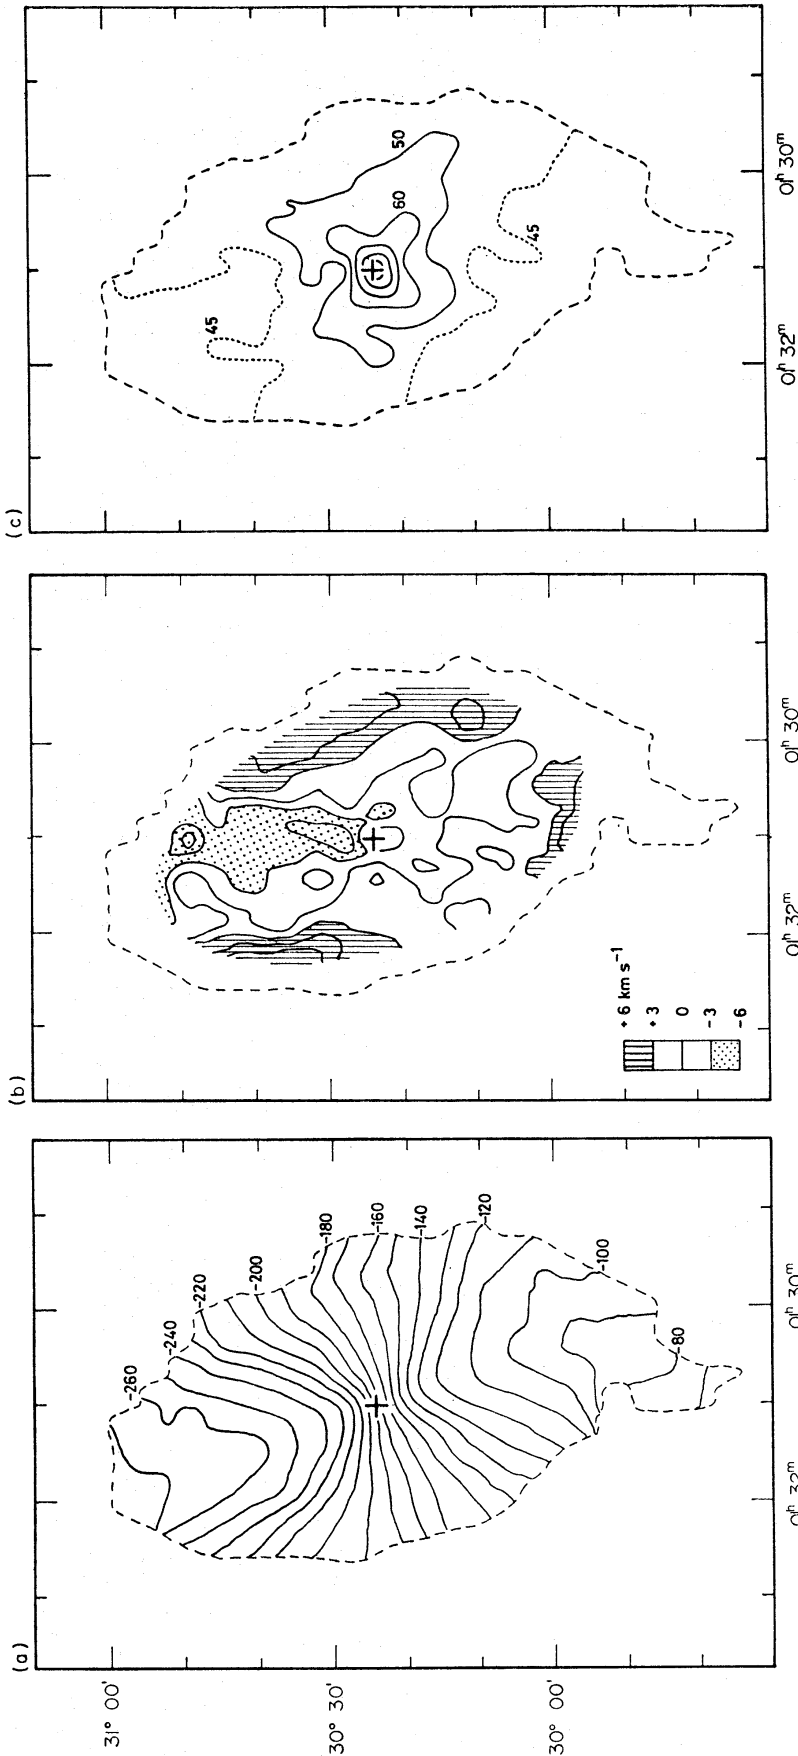 (a)
31° 00'
30° 30'
30° 00'
-260
-240
-220
-200
-180
-160
-140
-120
-100
-80
01ʰ 32ᵐ
01ʰ 30ᵐ
(b)
+6 km s⁻¹
+3
0
-3
-6
01ʰ 32ᵐ
01ʰ 30ᵐ
(c)
45
60
50
45
01ʰ 32ᵐ
01ʰ 30ᵐ